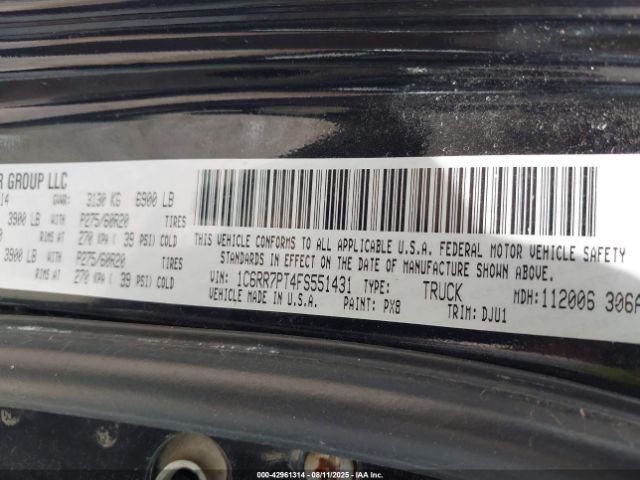 R GROUP LLC
14 GVWR: 3130 KG 6900 LB
3900 LB WITH P275/60R20 TIRES
RIMS AT 270 KPA ( 39 PSI) COLD
3900 LB WITH P275/60R20 TIRES
RIMS AT 270 KPA ( 39 PSI) COLD
THIS VEHICLE CONFORMS TO ALL APPLICABLE U.S.A. FEDERAL MOTOR VEHICLE SAFETY
STANDARDS IN EFFECT ON THE DATE OF MANUFACTURE SHOWN ABOVE.
VIN: 1C6RR7PT4FS551431 TYPE: TRUCK MDH:112006 306A
VEHICLE MADE IN U.S.A. PAINT: PX8 TRIM: DJU1
000-42961314 - 08/11/2025 - IAAI.com